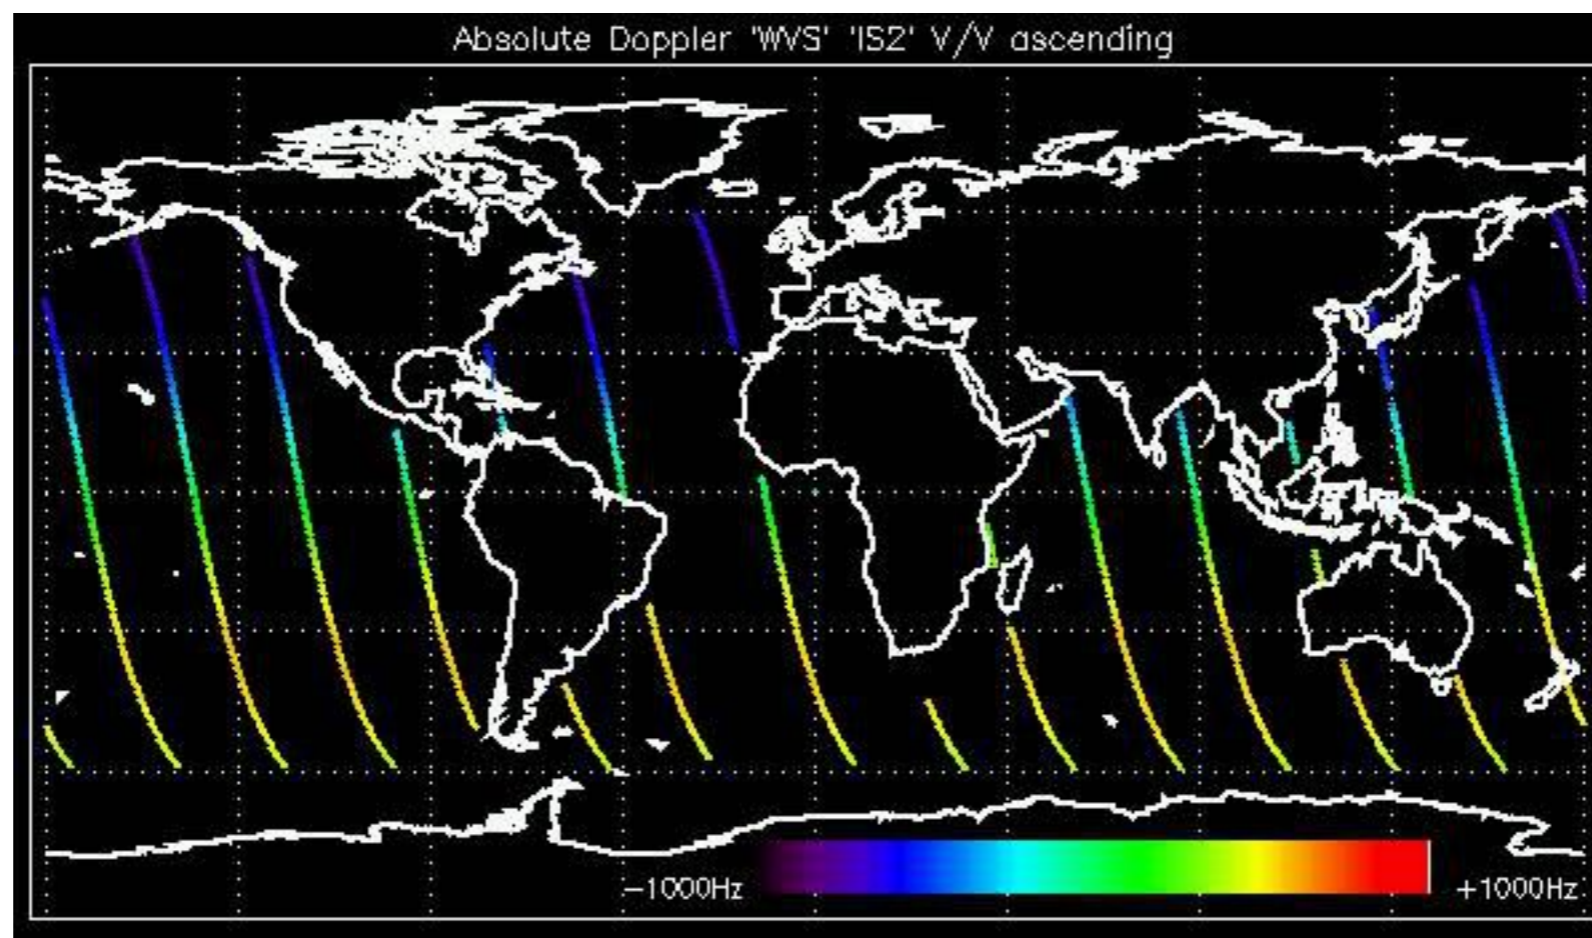 Absolute Doppler 'WVS' 'IS2' V/V ascending
−1000Hz +1000Hz